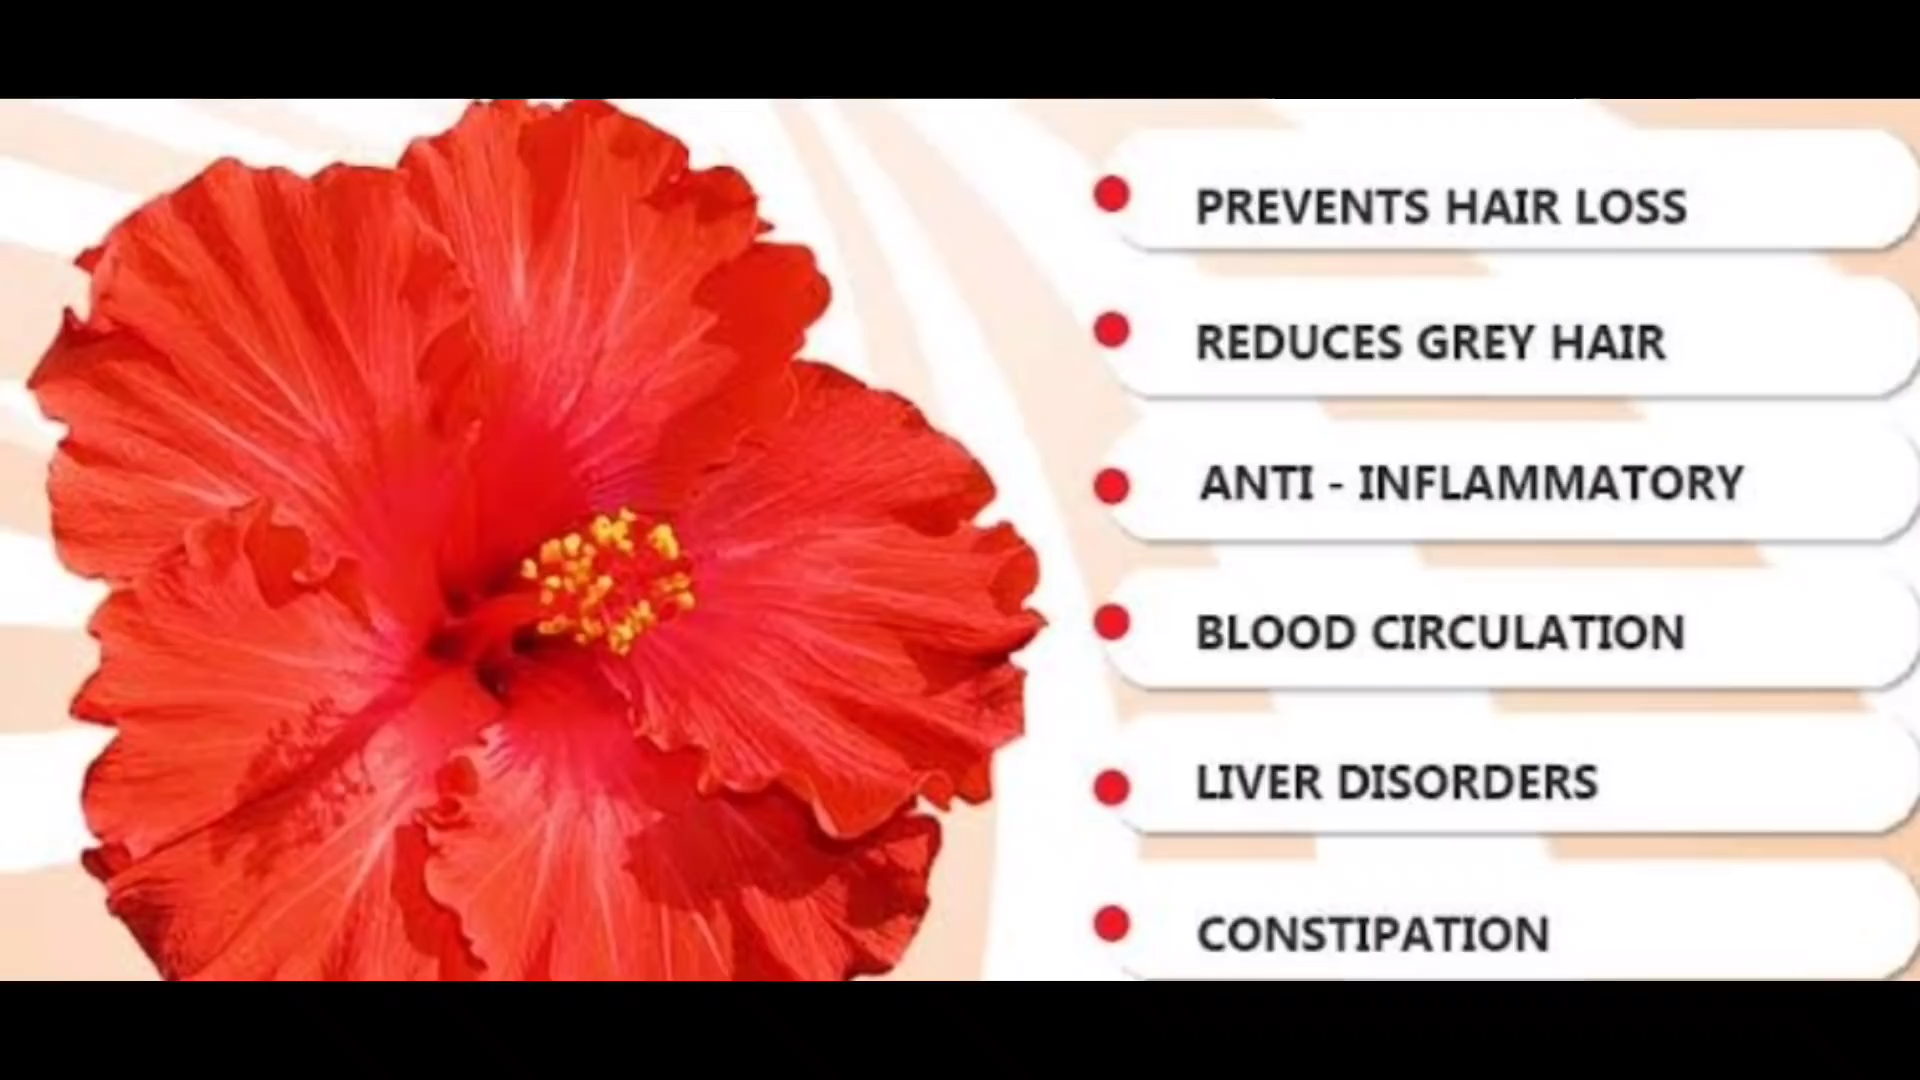 PREVENTS HAIR LOSS
REDUCES GREY HAIR
ANTI - INFLAMMATORY
BLOOD CIRCULATION
LIVER DISORDERS
CONSTIPATION